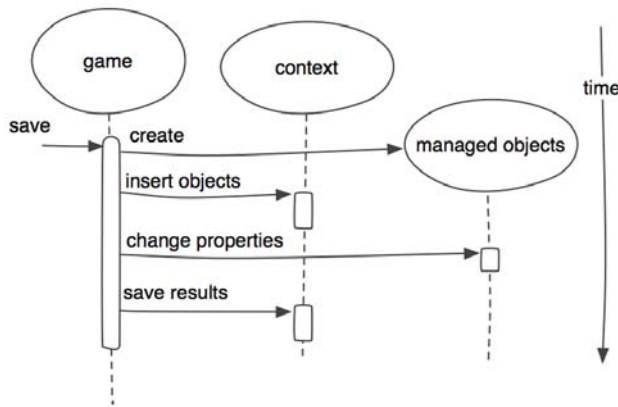 game
context
time
save
create
managed objects
insert objects
change properties
save results